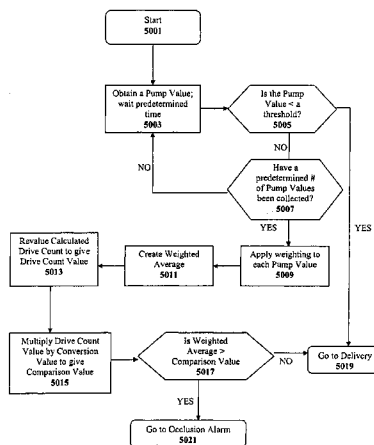 Start
5001
Obtain a Pump Value;
wait predetermined
time
5003
Is the Pump
Value < a
threshold?
5005
NO
NO
Have a
predetermined #
of Pump Values
been collected?
5007
YES
YES
Revalue Calculated
Drive Count to give
Drive Count Value
5013
Create Weighted
Average
5011
Apply weighting to
each Pump Value
5009
Multiply Drive Count
Value by Conversion
Value to give
Comparison Value
5015
Is Weighted
Average >
Comparison Value
5017
NO
Go to Delivery
5019
YES
Go to Occlusion Alarm
5021